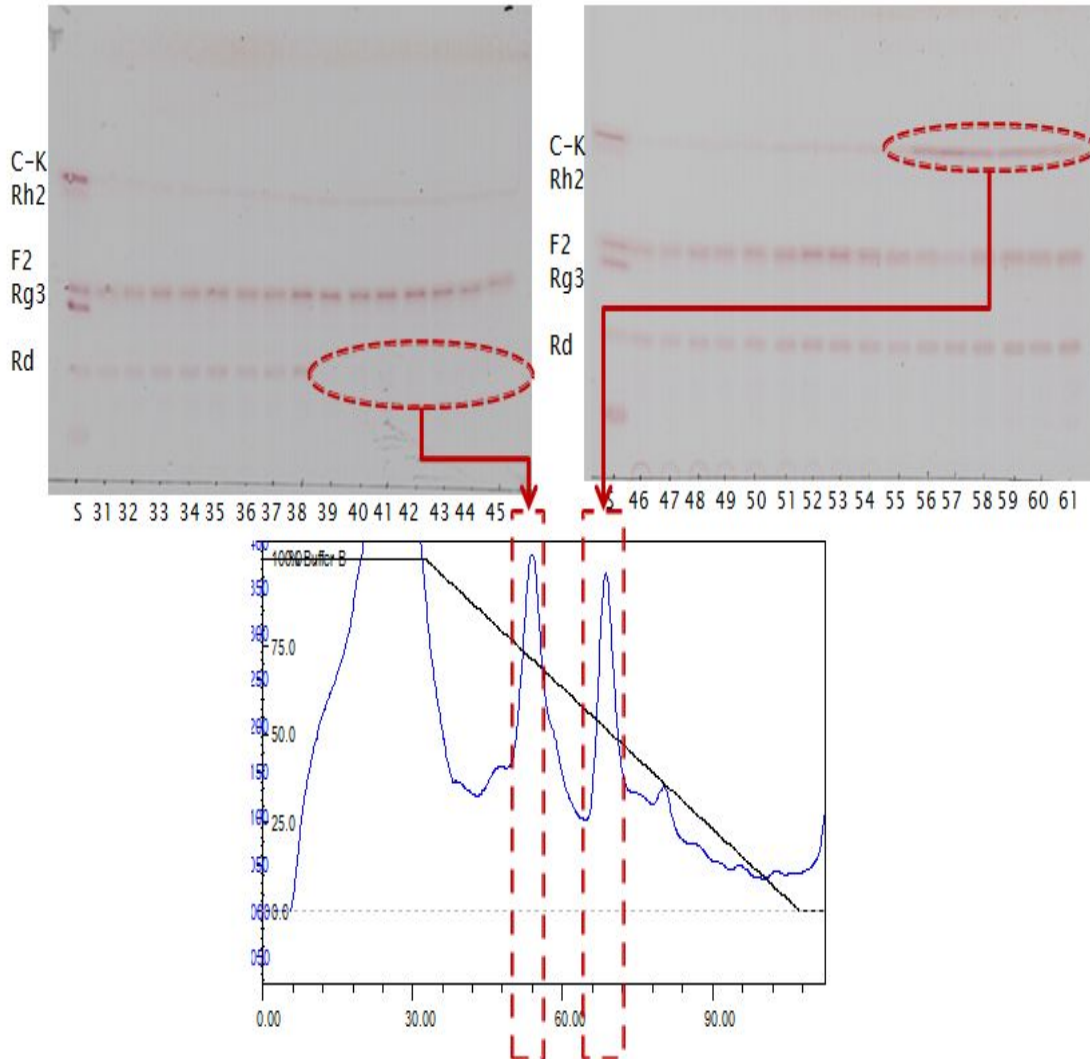 C-K
Rh2
F2
Rg3
Rd
S 31 32 33 34 35 36 37 38 39 40 41 42 43 44 45
C-K
Rh2
F2
Rg3
Rd
46 47 48 49 50 51 52 53 54 55 56 57 58 59 60 61
Buffer B
75.0
50.0
25.0
0.0
0.00 30.00 60.00 90.00